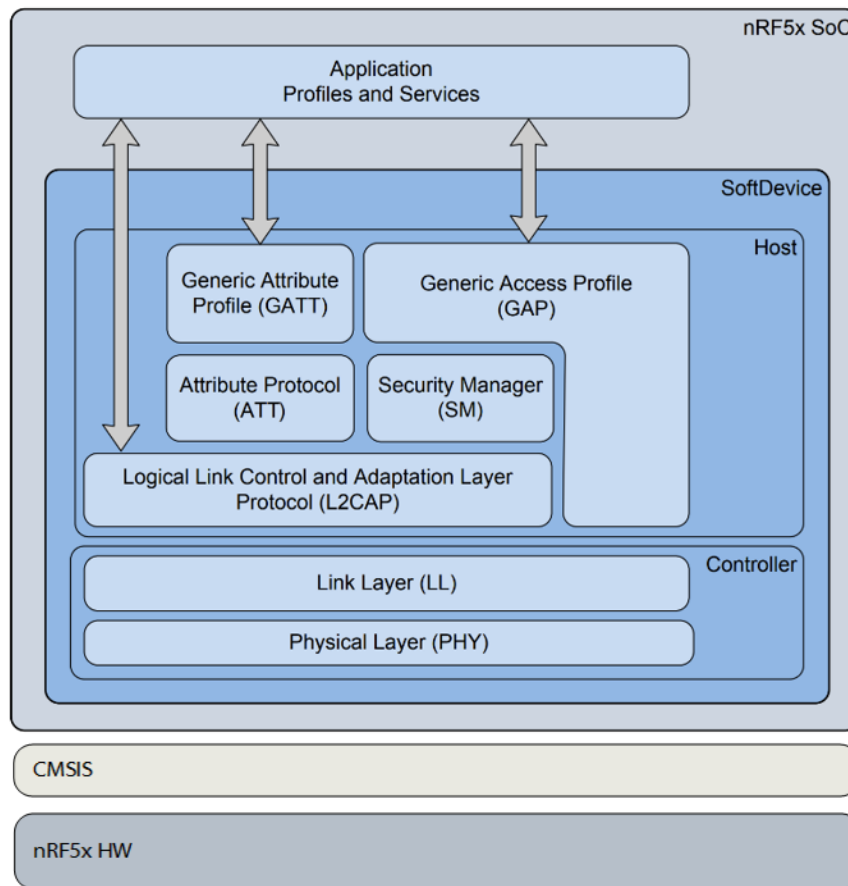 nRF5x SoC
Application
Profiles and Services
SoftDevice
Host
Generic Attribute
Profile (GATT)
Generic Access Profile
(GAP)
Attribute Protocol
(ATT)
Security Manager
(SM)
Logical Link Control and Adaptation Layer
Protocol (L2CAP)
Controller
Link Layer (LL)
Physical Layer (PHY)
CMSIS
nRF5x HW